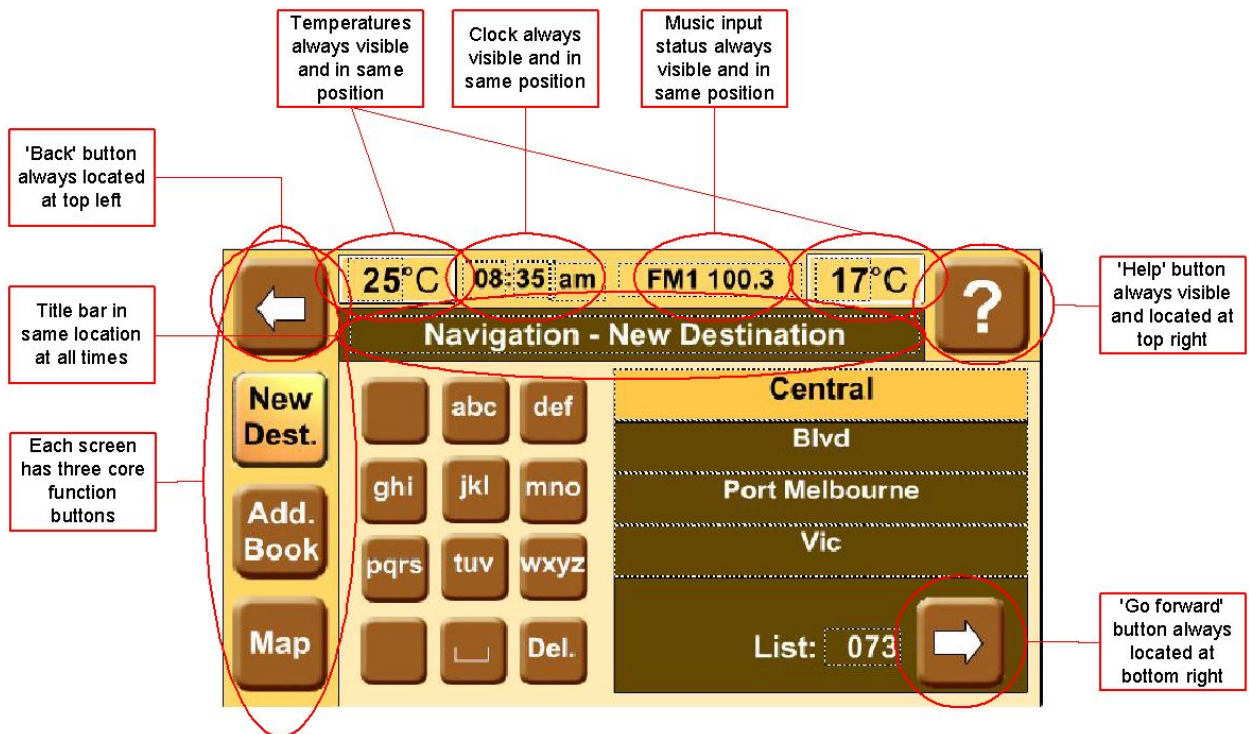 Temperatures
always visible
and in same
position
Clock always
visible and in
same position
Music input
status always
visible and in
same position
'Back' button
always located
at top left
Title bar in
same location
at all times
Each screen
has three core
function
buttons
25°C
08:35 am
FM1 100.3
17°C
?
Navigation - New Destination
New
Dest.
Add.
Book
Map
abc
def
ghi
jkl
mno
pqrs
tuv
wxyz
Del.
Central
Blvd
Port Melbourne
Vic
List: 073
'Help' button
always visible
and located at
top right
'Go forward'
button always
located at
bottom right